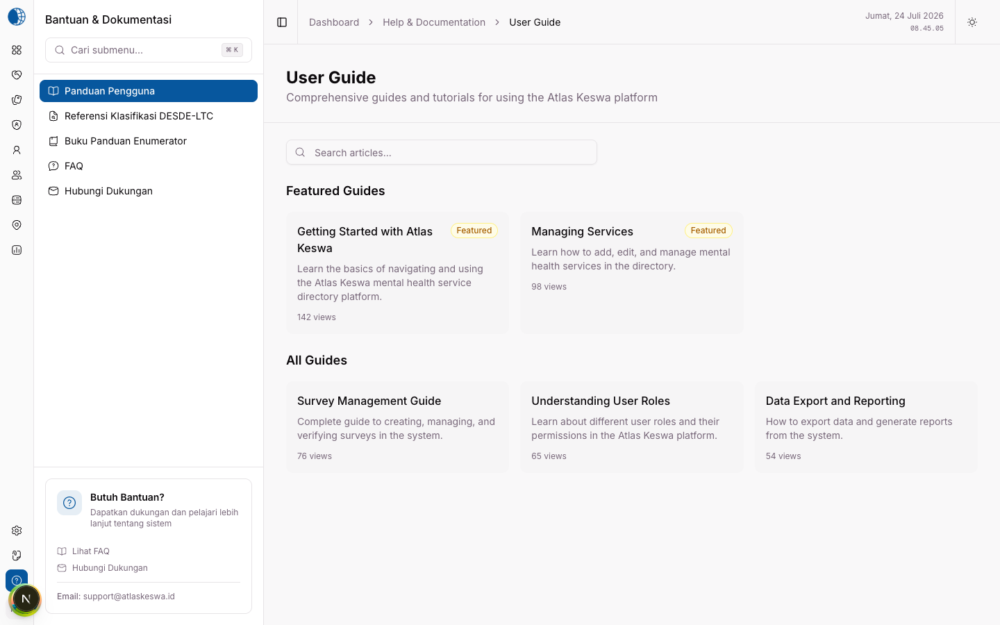 Bantuan & Dokumentasi
Cari submenu...
⌘ K
Panduan Pengguna
Referensi Klasifikasi DESDE-LTC
Buku Panduan Enumerator
FAQ
Hubungi Dukungan
Butuh Bantuan?
Dapatkan dukungan dan pelajari lebih
lanjut tentang sistem
Lihat FAQ
Hubungi Dukungan
Email: support@atlaskeswa.id
N
Dashboard > Help & Documentation > User Guide
Jumat, 24 Juli 2026
08.45.05
User Guide
Comprehensive guides and tutorials for using the Atlas Keswa platform
Search articles...
Featured Guides
Getting Started with Atlas
Keswa
Featured
Learn the basics of navigating and using
the Atlas Keswa mental health service
directory platform.
142 views
Managing Services
Featured
Learn how to add, edit, and manage mental
health services in the directory.
98 views
All Guides
Survey Management Guide
Complete guide to creating, managing, and
verifying surveys in the system.
76 views
Understanding User Roles
Learn about different user roles and their
permissions in the Atlas Keswa platform.
65 views
Data Export and Reporting
How to export data and generate reports
from the system.
54 views